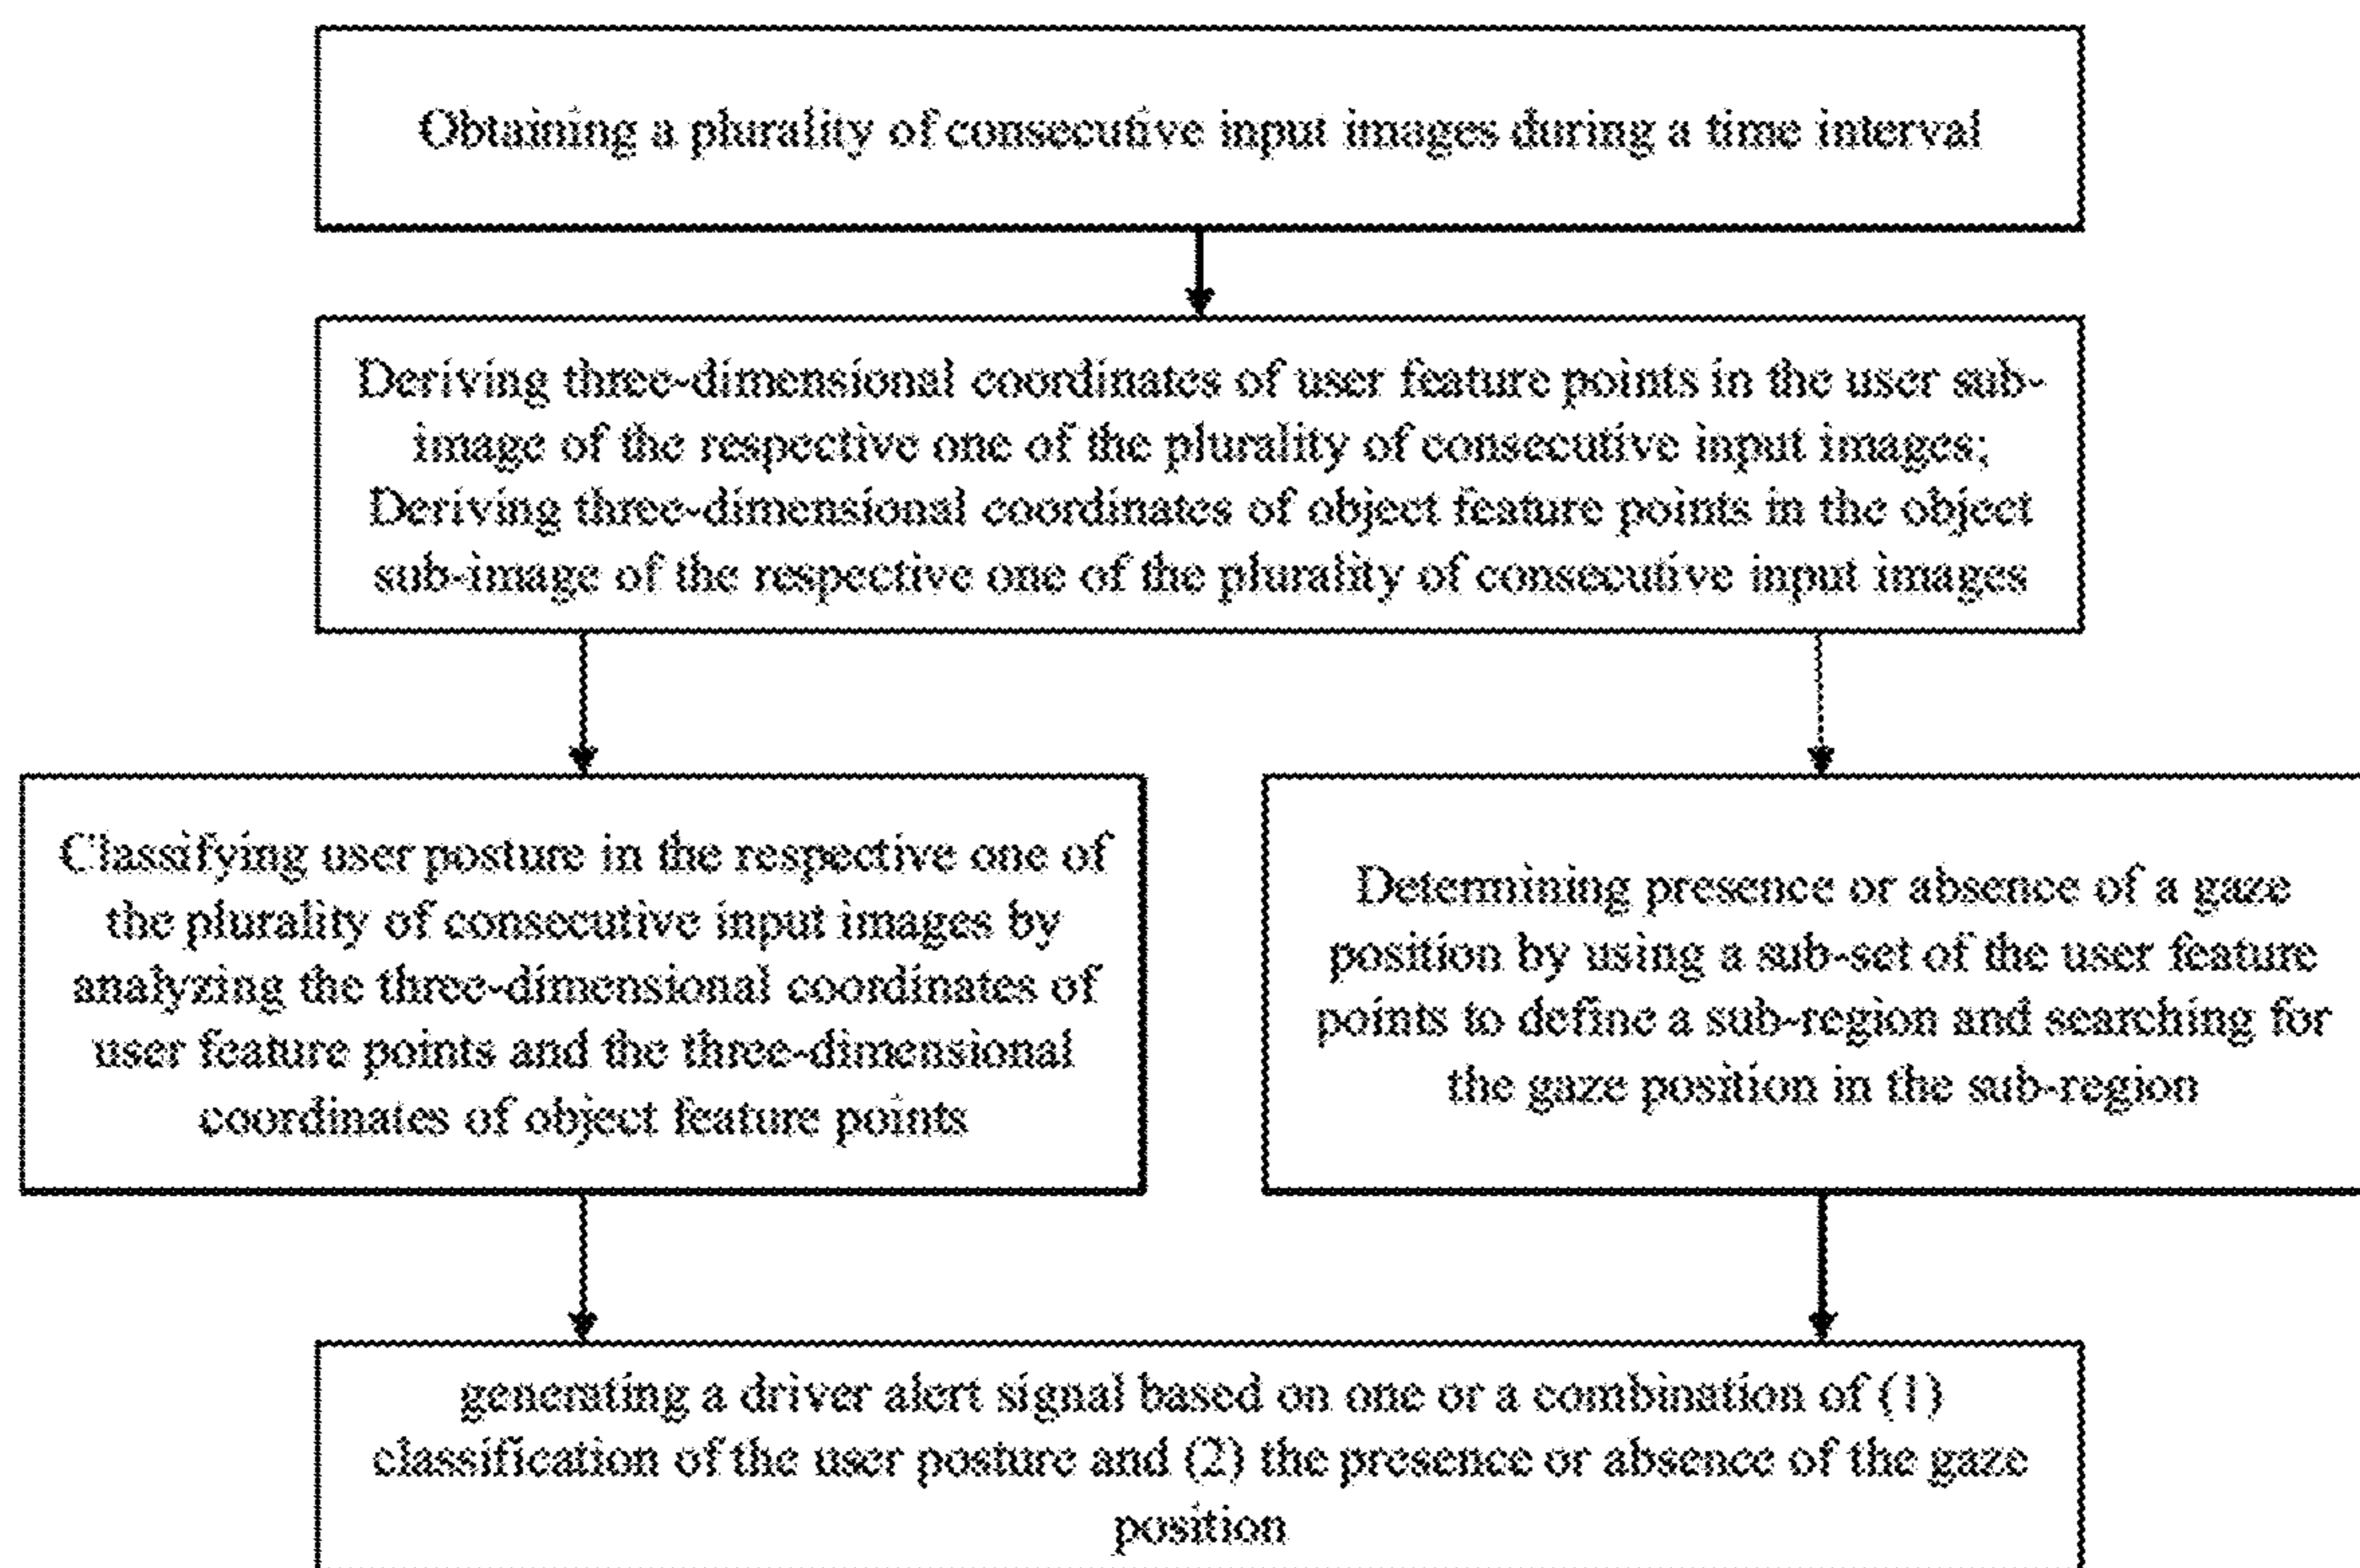 Obtaining a plurality of consecutive input images during a time interval
Deriving three-dimensional coordinates of user feature points in the user sub-
image of the respective one of the plurality of consecutive input images;
Deriving three-dimensional coordinates of object feature points in the object
sub-image of the respective one of the plurality of consecutive input images
Classifying user posture in the respective one of
the plurality of consecutive input images by
analyzing the three-dimensional coordinates of
user feature points and the three-dimensional
coordinates of object feature points
Determining presence or absence of a gaze
position by using a sub-set of the user feature
points to define a sub-region and searching for
the gaze position in the sub-region
generating a driver alert signal based on one or a combination of (1)
classification of the user posture and (2) the presence or absence of the gaze
position